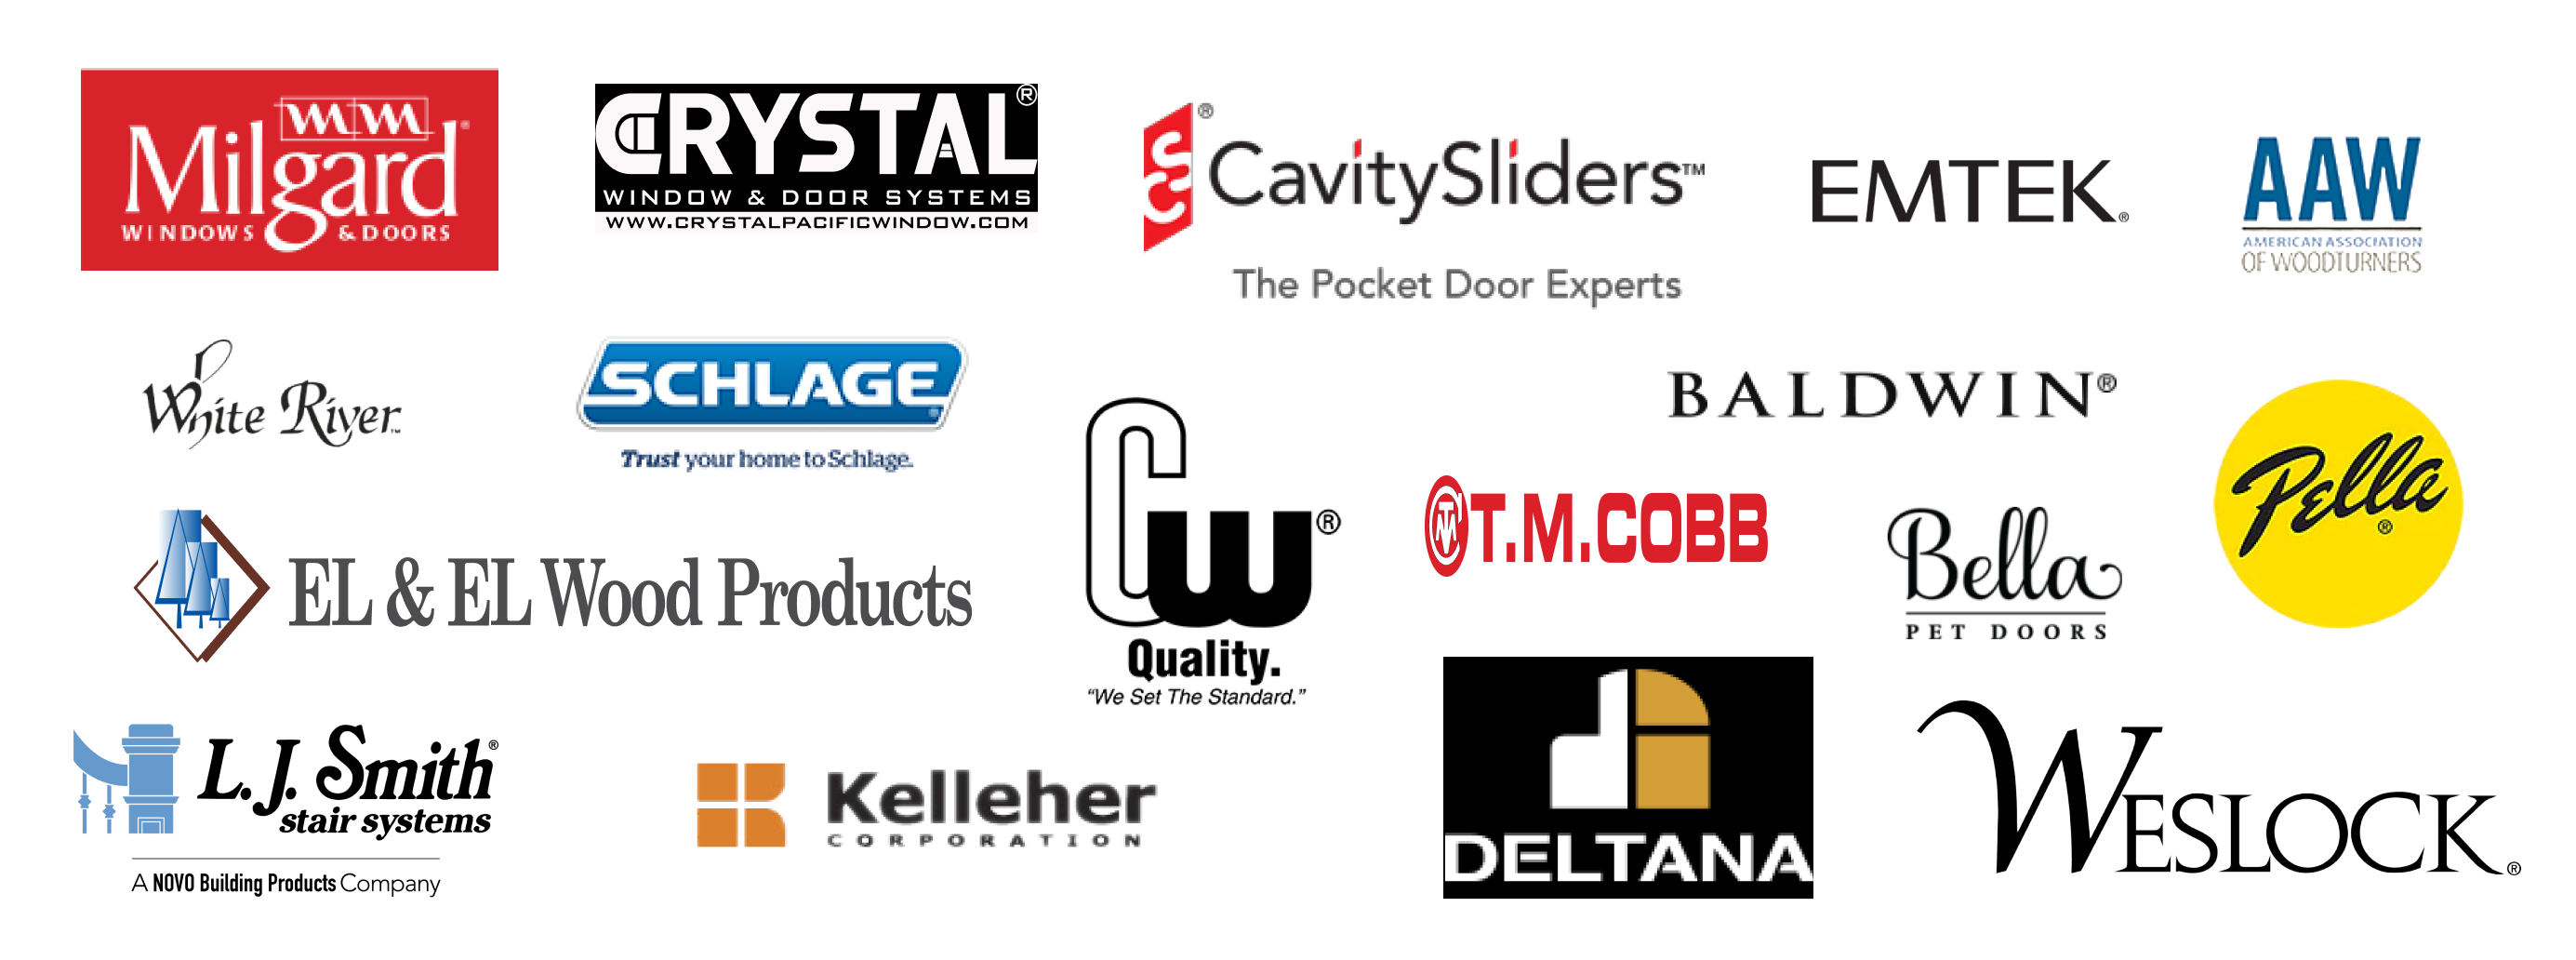 Milgard®
WINDOWS & DOORS
CRYSTAL®
WINDOW & DOOR SYSTEMS
WWW.CRYSTALPACIFICWINDOW.COM
® CavitySliders™
The Pocket Door Experts
EMTEK®
AAW
AMERICAN ASSOCIATION
OF WOODTURNERS
White River™
SCHLAGE®
Trust your home to Schlage.
BALDWIN®
Pella
®
EL & EL Wood Products
CW®
Quality.
“We Set The Standard.”
T.M.COBB
Bella
PET DOORS
L.J. Smith®
stair systems
A NOVO Building Products Company
Kelleher
CORPORATION
DELTANA
WESLOCK®